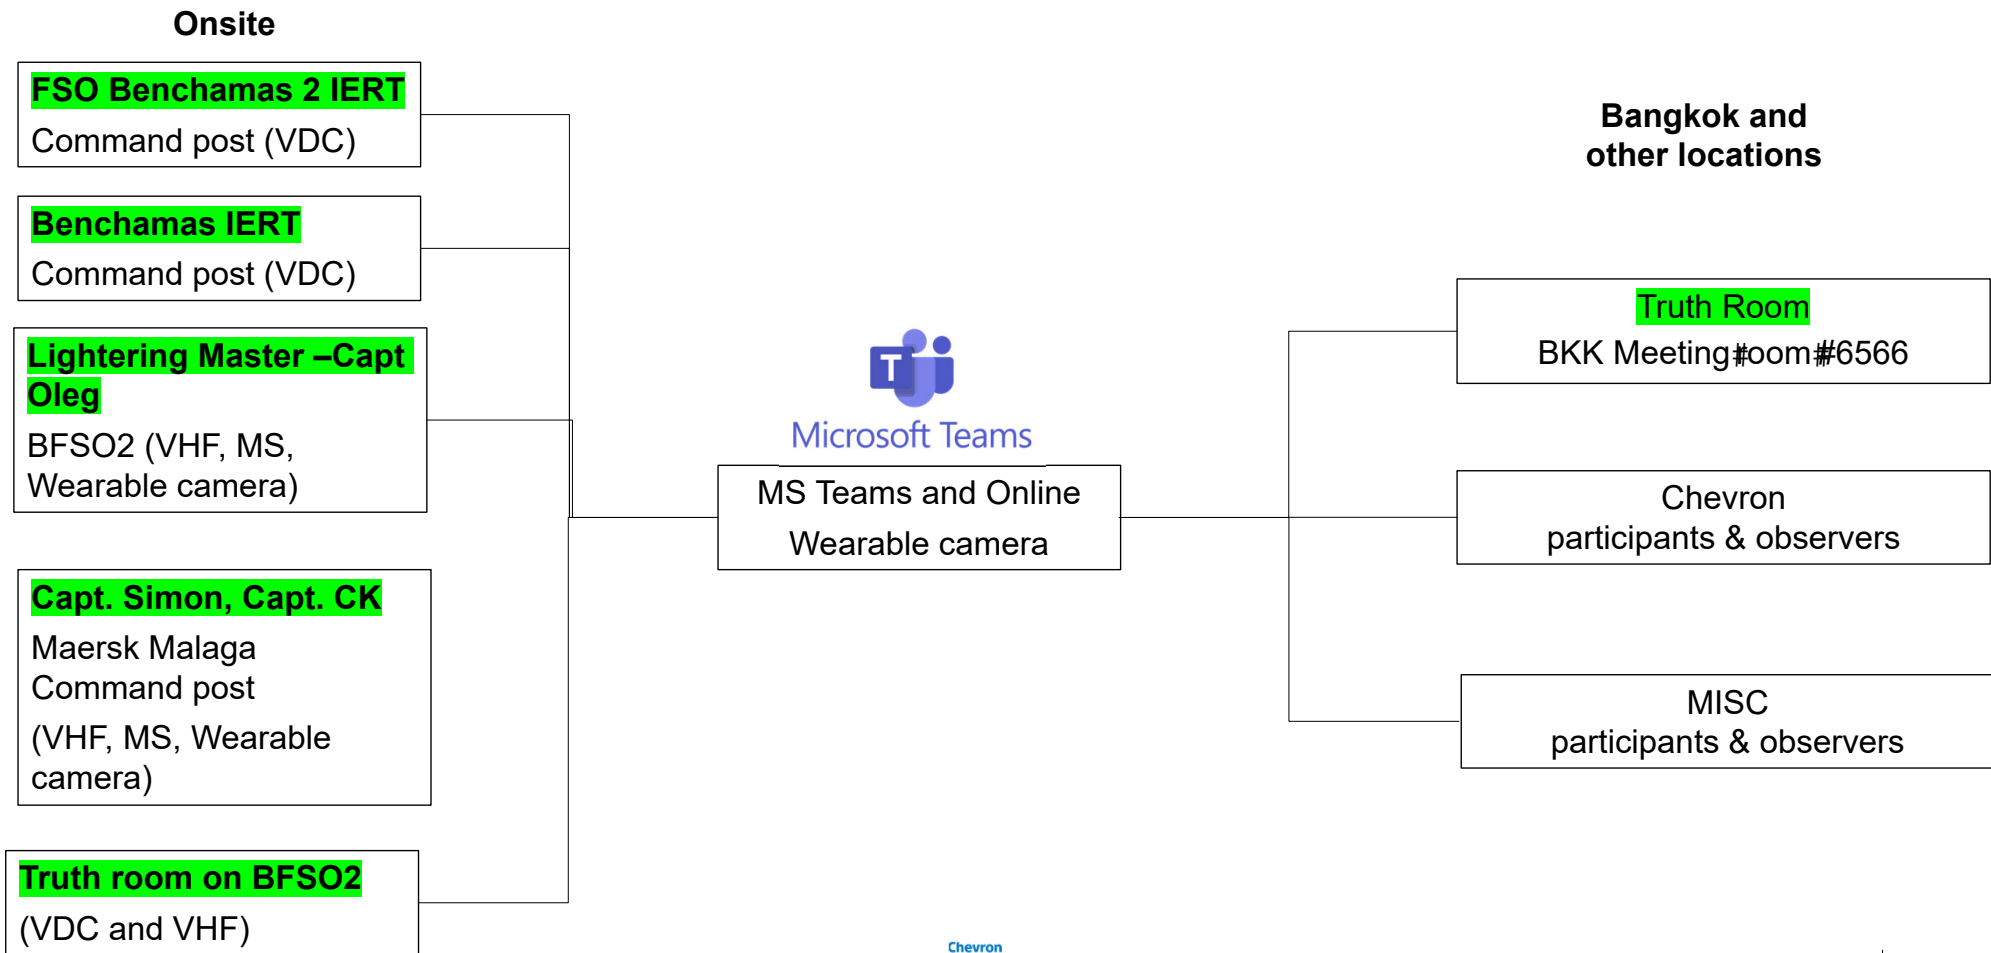 Onsite
FSO Benchamas 2 IERT
Command post (VDC)
Benchamas IERT
Command post (VDC)
Lightering Master –Capt
Oleg
BFSO2 (VHF, MS,
Wearable camera)
Capt. Simon, Capt. CK
Maersk Malaga
Command post
(VHF, MS, Wearable
camera)
Truth room on BFSO2
(VDC and VHF)
T
Microsoft Teams
MS Teams and Online
Wearable camera
Bangkok and
other locations
Truth Room
BKK Meeting#oom#6566
Chevron
participants & observers
MISC
participants & observers
Chevron